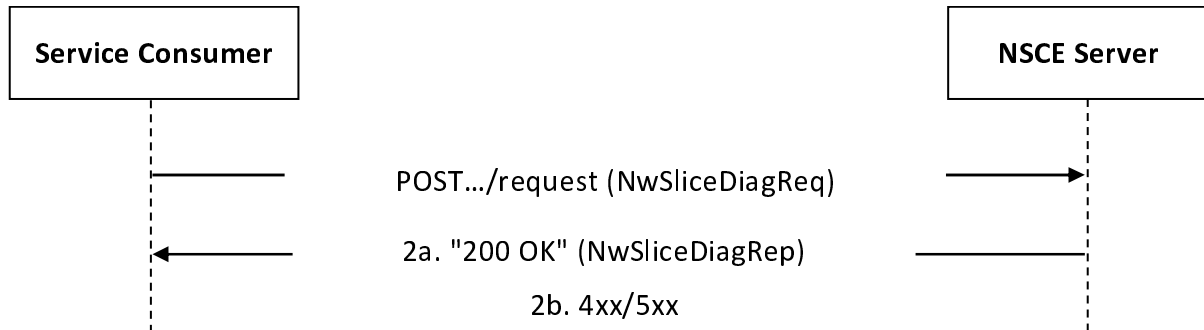 Service Consumer
NSCE Server
POST.../request (NwSliceDiagReq)
2a. "200 OK" (NwSliceDiagRep)
2b. 4xx/5xx